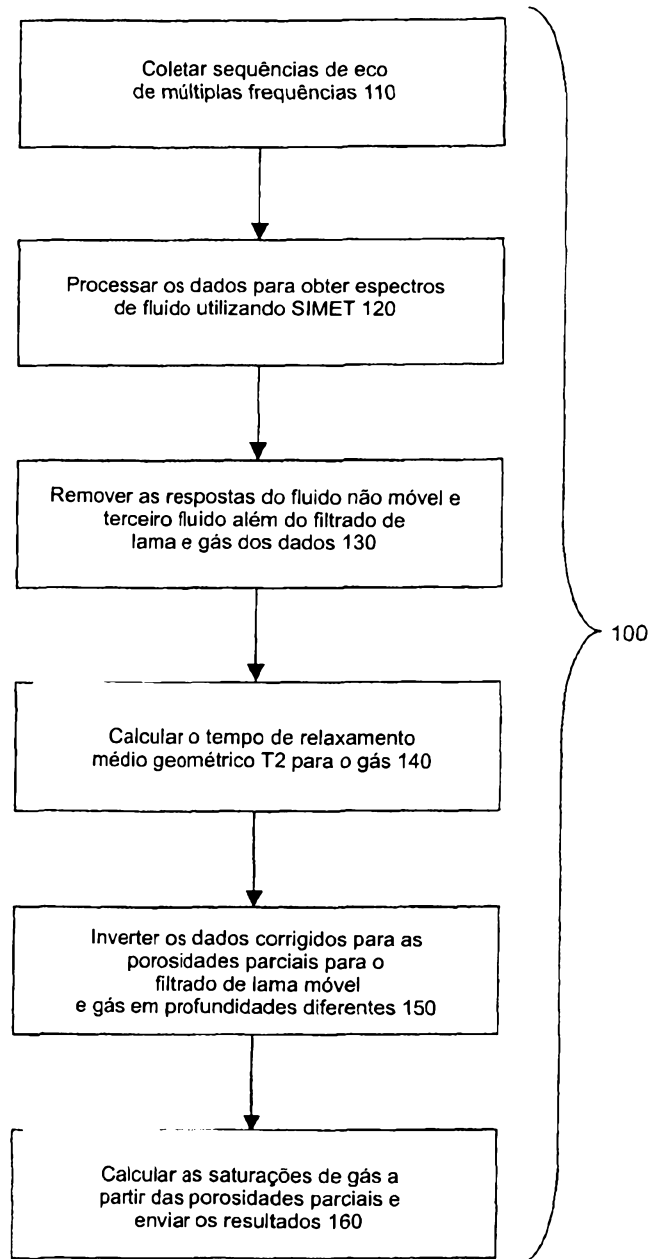 Coletar sequências de eco
de múltiplas frequências 110
Processar os dados para obter espectros
de fluido utilizando SIMET 120
Remover as respostas do fluido não móvel e
terceiro fluido além do filtrado de
lama e gás dos dados 130
100
Calcular o tempo de relaxamento
médio geométrico T2 para o gás 140
Inverter os dados corrigidos para as
porosidades parciais para o
filtrado de lama móvel
e gás em profundidades diferentes 150
Calcular as saturações de gás a
partir das porosidades parciais e
enviar os resultados 160